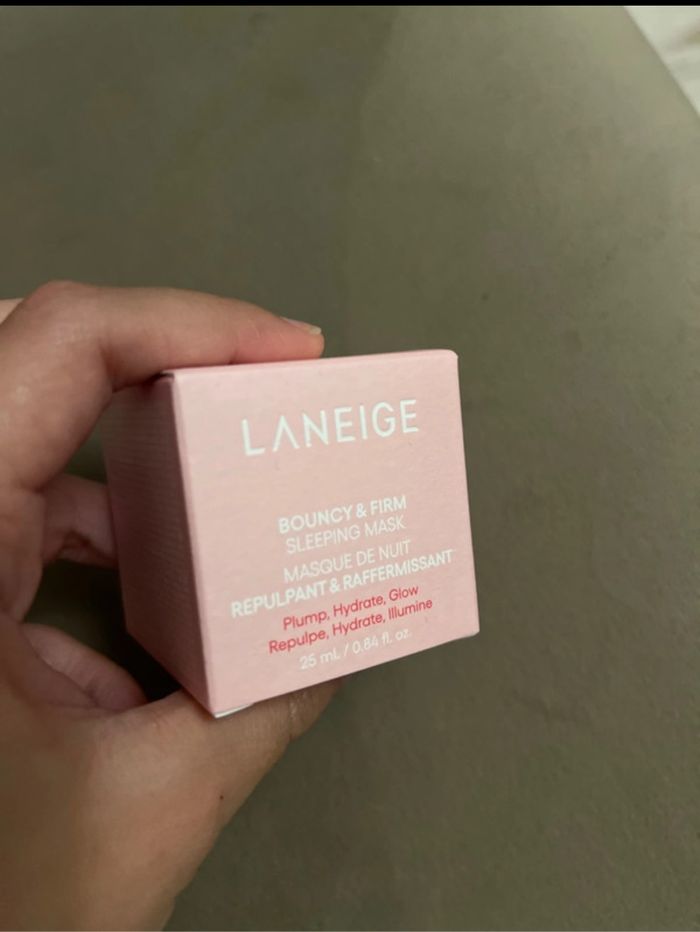 LANEIGE
BOUNCY & FIRM
SLEEPING MASK
MASQUE DE NUIT
REPULPANT & RAFFERMISSANT
Plump, Hydrate, Glow
Repulpe, Hydrate, Illumine
25 ml. / 0.84 fl. oz.